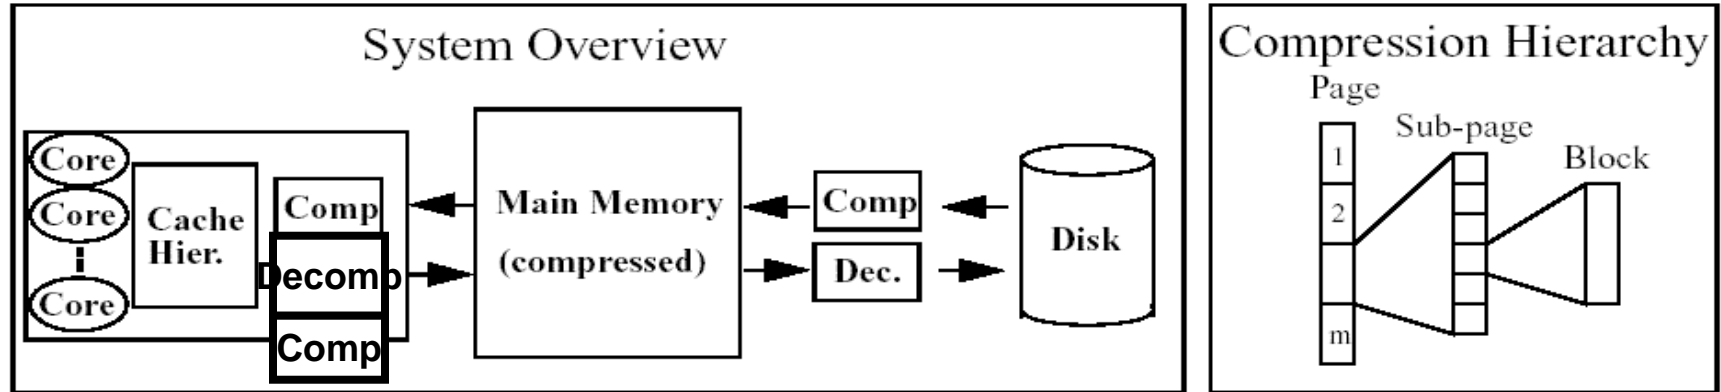 System Overview
Core
Core
Core
Cache
Hier.
Comp
Decomp
Comp
Main Memory
(compressed)
Comp
Dec.
Disk
Compression Hierarchy
Page
Sub-page
Block
1
2
m